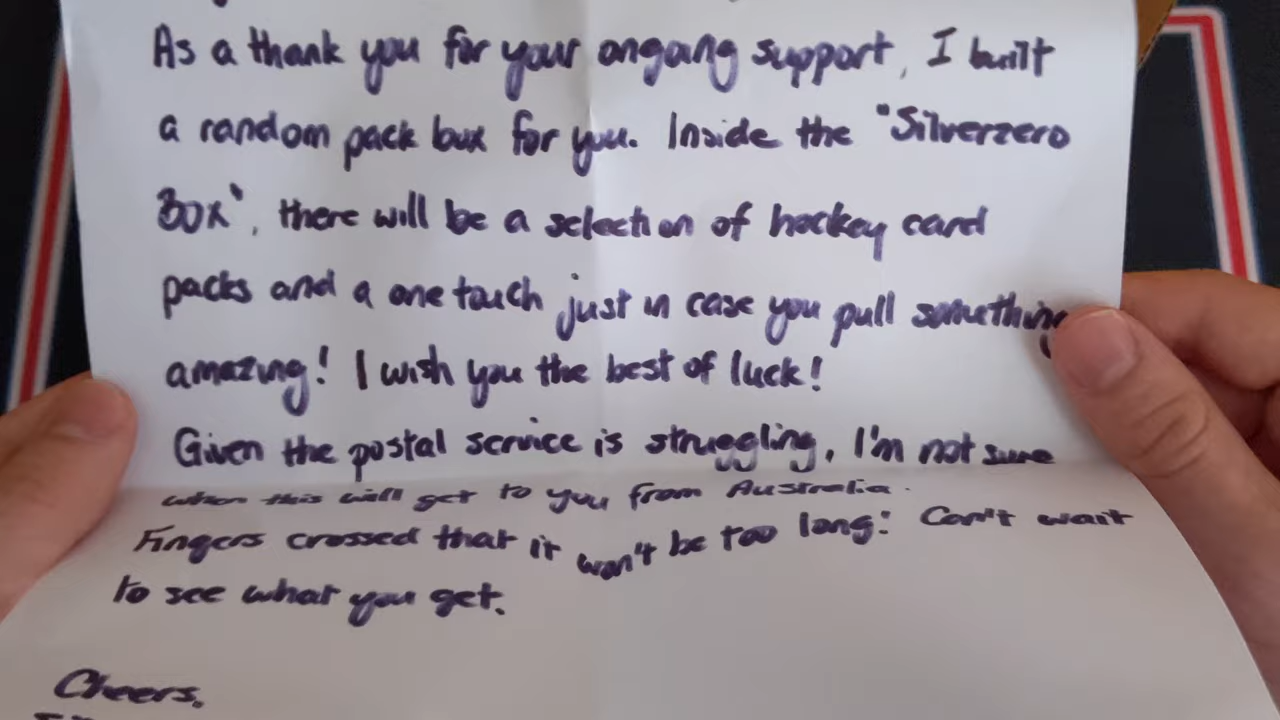 As a thank you for your ongoing support, I built
a random pack box for you. Inside the "Silverzero
Box", there will be a selection of hockey card
packs and a one touch just in case you pull something
amazing! I wish you the best of luck!
Given the postal service is struggling, I'm not sure
when this will get to you from Australia.
Fingers crossed that it won't be too long! Can't wait
to see what you get.
Cheers,